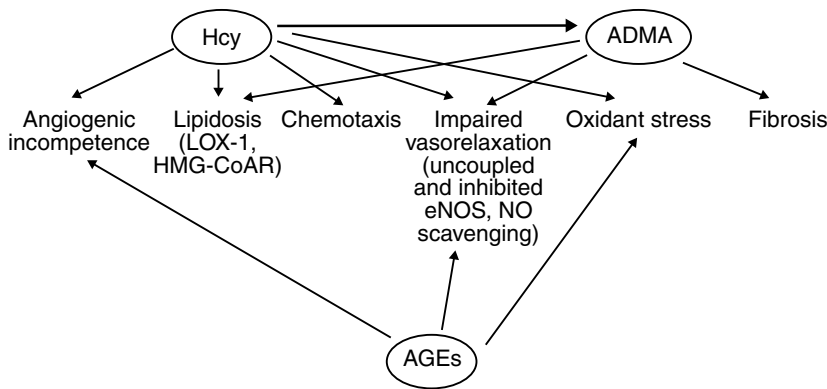 Hcy
ADMA
Angiogenic
incompetence
Lipidosis
(LOX-1,
HMG-CoAR)
Chemotaxis
Impaired
vasorelaxation
(uncoupled
and inhibited
eNOS, NO
scavenging)
Oxidant stress
Fibrosis
AGEs